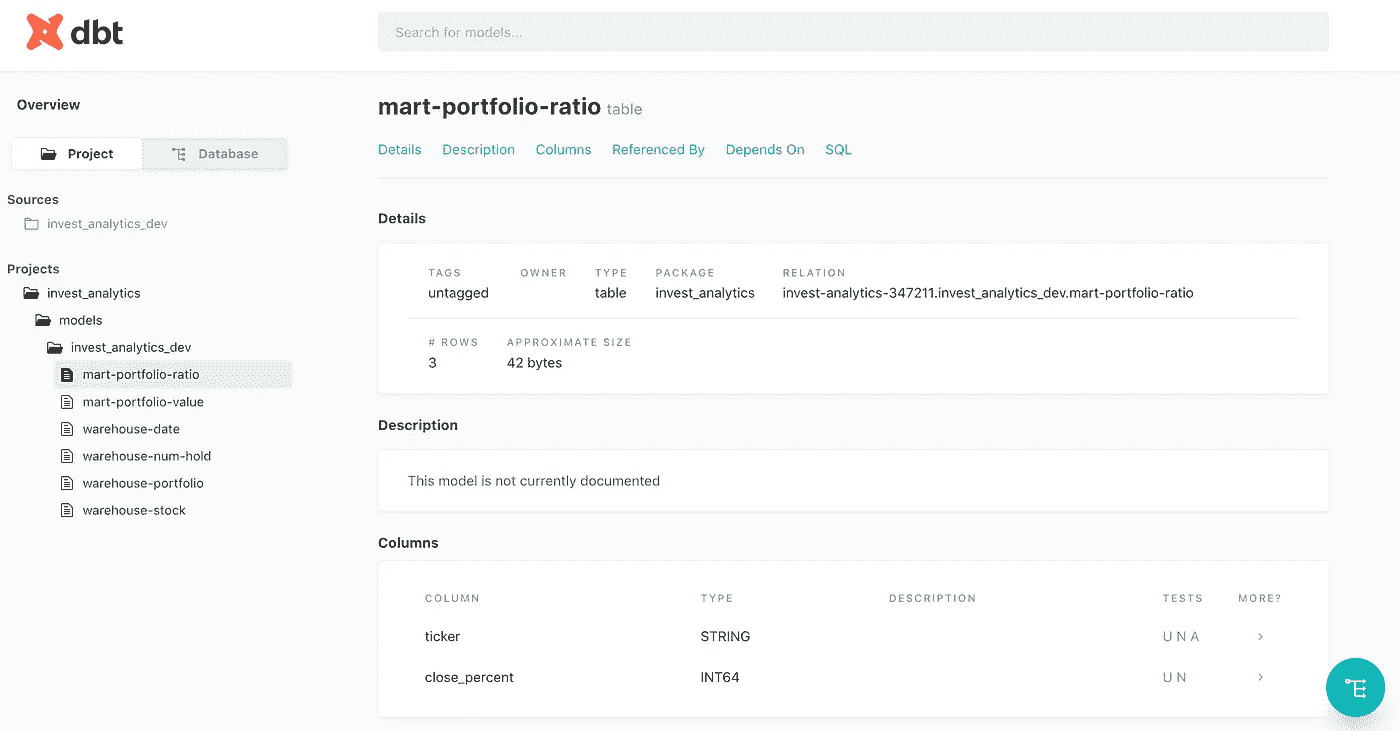 dbt
Search for models...
Overview
Project
Database
Sources
invest_analytics_dev
Projects
invest_analytics
models
invest_analytics_dev
mart-portfolio-ratio
mart-portfolio-value
warehouse-date
warehouse-num-hold
warehouse-portfolio
warehouse-stock
mart-portfolio-ratio table
Details Description Columns Referenced By Depends On SQL
Details
TAGS OWNER TYPE PACKAGE RELATION
untagged table invest_analytics invest-analytics-347211.invest_analytics_dev.mart-portfolio-ratio
# ROWS APPROXIMATE SIZE
3 42 bytes
Description
This model is not currently documented
Columns
COLUMN TYPE DESCRIPTION TESTS MORE?
ticker STRING U N A >
close_percent INT64 U N >